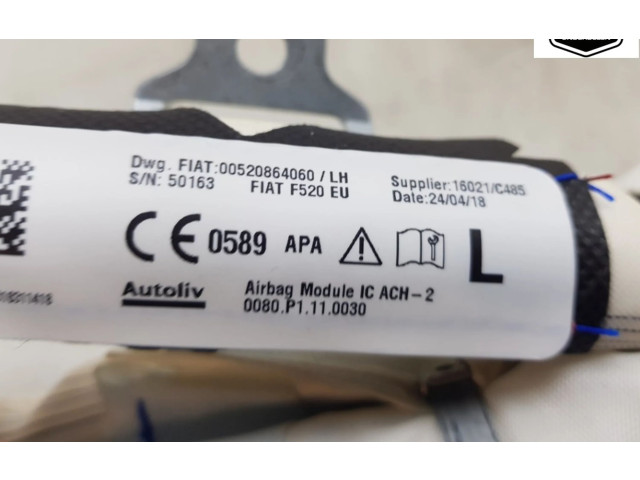 Dwg. FIAT:00520864060 / LH
S/N: 50163 FIAT F520 EU
Supplier:16021/C485
Date:24/04/18
CE 0589 APA
L
Autoliv
Airbag Module IC ACH-2
0080.P1.11.0030